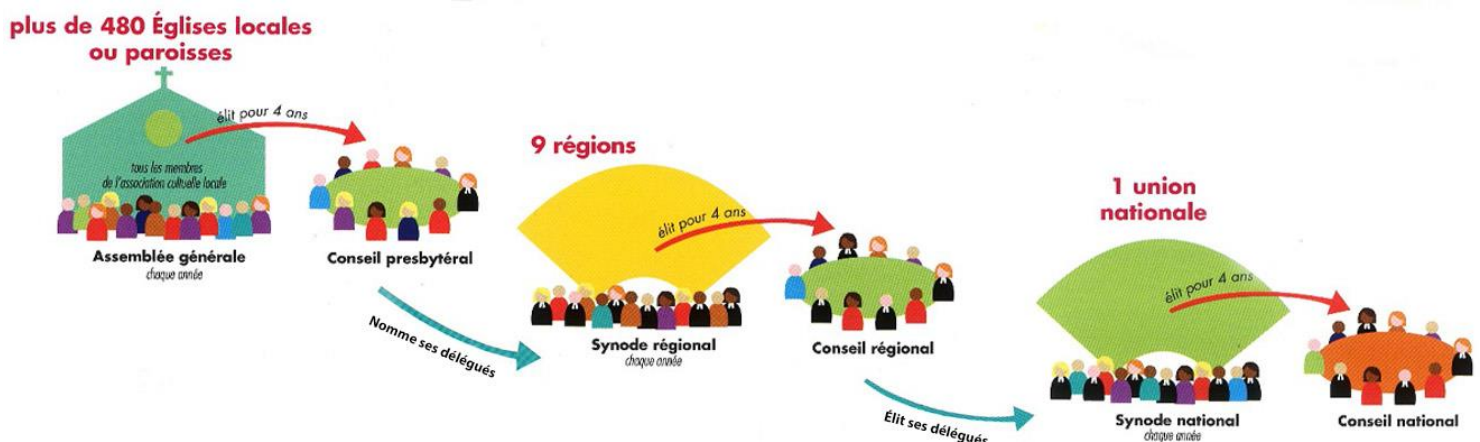 plus de 480 Églises locales
ou paroisses
élit pour 4 ans
tous les membres
de l'association cultuelle locale
Assemblée générale
chaque année
Conseil presbytéral
Nomme ses délégués
9 régions
élit pour 4 ans
Synode régional
chaque année
Conseil régional
Élit ses délégués
1 union
nationale
élit pour 4 ans
Synode national
chaque année
Conseil national